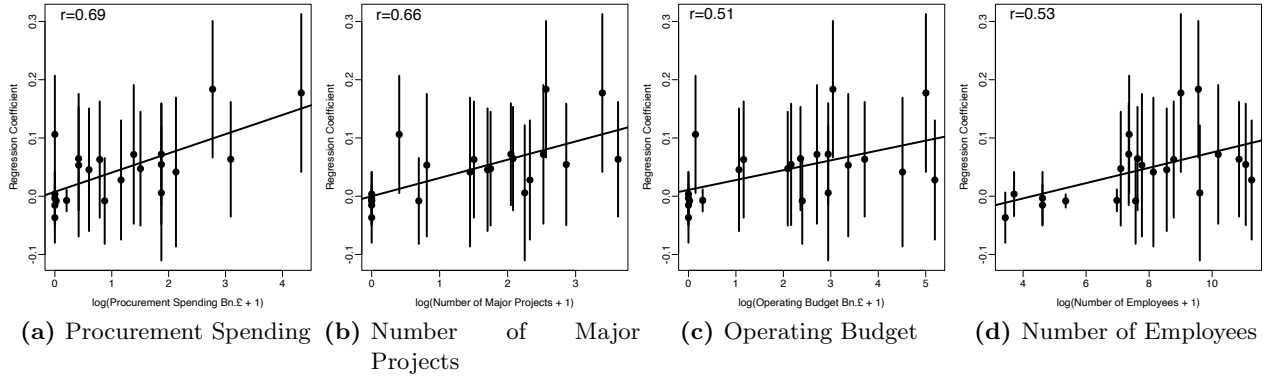 r=0.69
0.3
0.2
0.1
0.0
-0.1
Regression Coefficient
0 1 2 3 4
log(Procurement Spending Bn.£ + 1)
(a) Procurement Spending
r=0.66
0.3
0.2
0.1
0.0
-0.1
Regression Coefficient
0 1 2 3
log(Number of Major Projects + 1)
(b) Number of Major
Projects
r=0.51
0.3
0.2
0.1
0.0
-0.1
Regression Coefficient
0 1 2 3 4 5
log(Operating Budget Bn.£ + 1)
(c) Operating Budget
r=0.53
0.3
0.2
0.1
0.0
-0.1
Regression Coefficient
4 6 8 10
log(Number of Employees + 1)
(d) Number of Employees